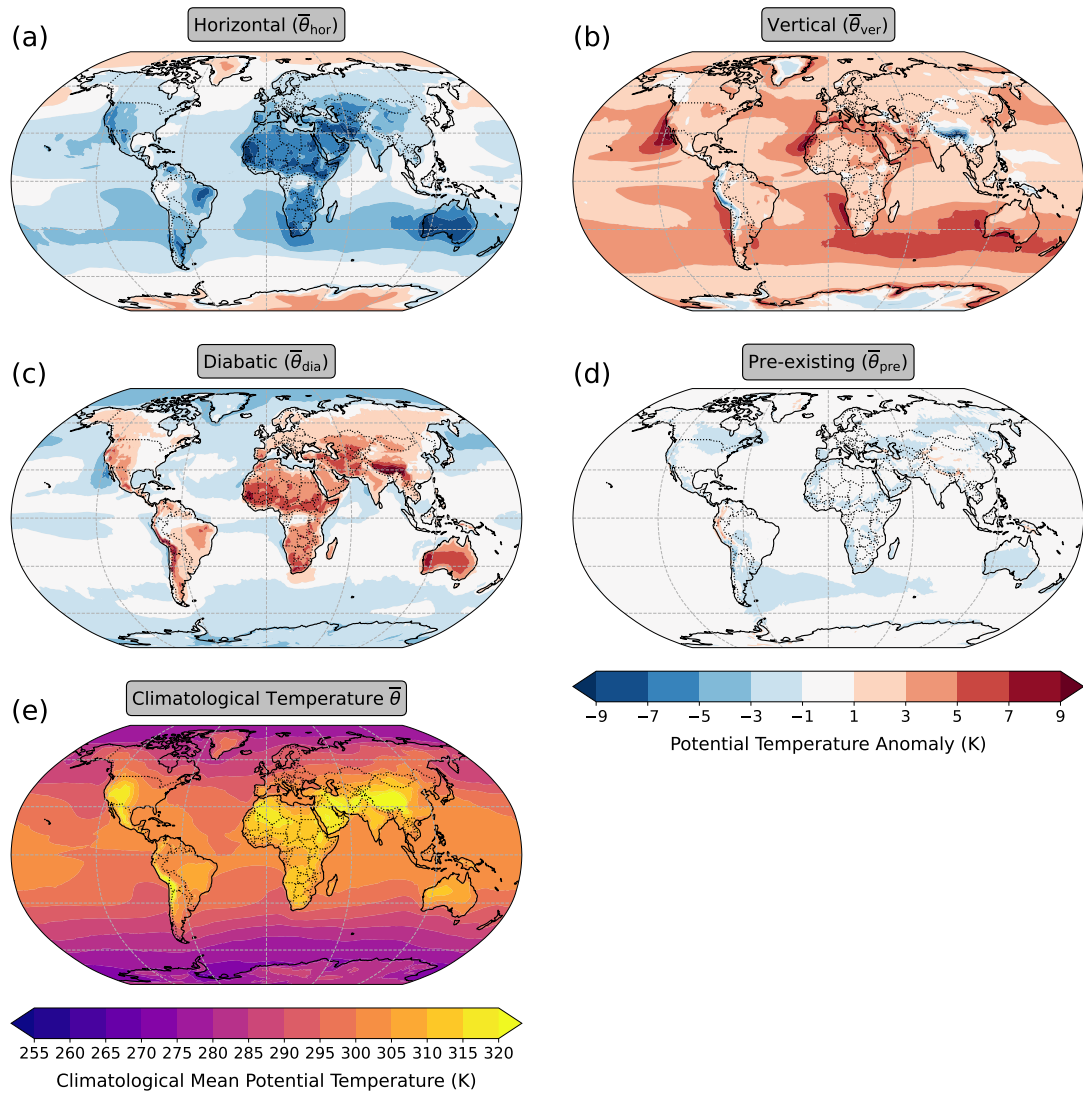 Horizontal (θ̅hor)
(a)
Vertical (θ̅ver)
(b)
Diabatic (θ̅dia)
(c)
Pre-existing (θ̅pre)
(d)
−9 −7 −5 −3 −1 1 3 5 7 9
Potential Temperature Anomaly (K)
Climatological Temperature θ̅
(e)
255 260 265 270 275 280 285 290 295 300 305 310 315 320
Climatological Mean Potential Temperature (K)